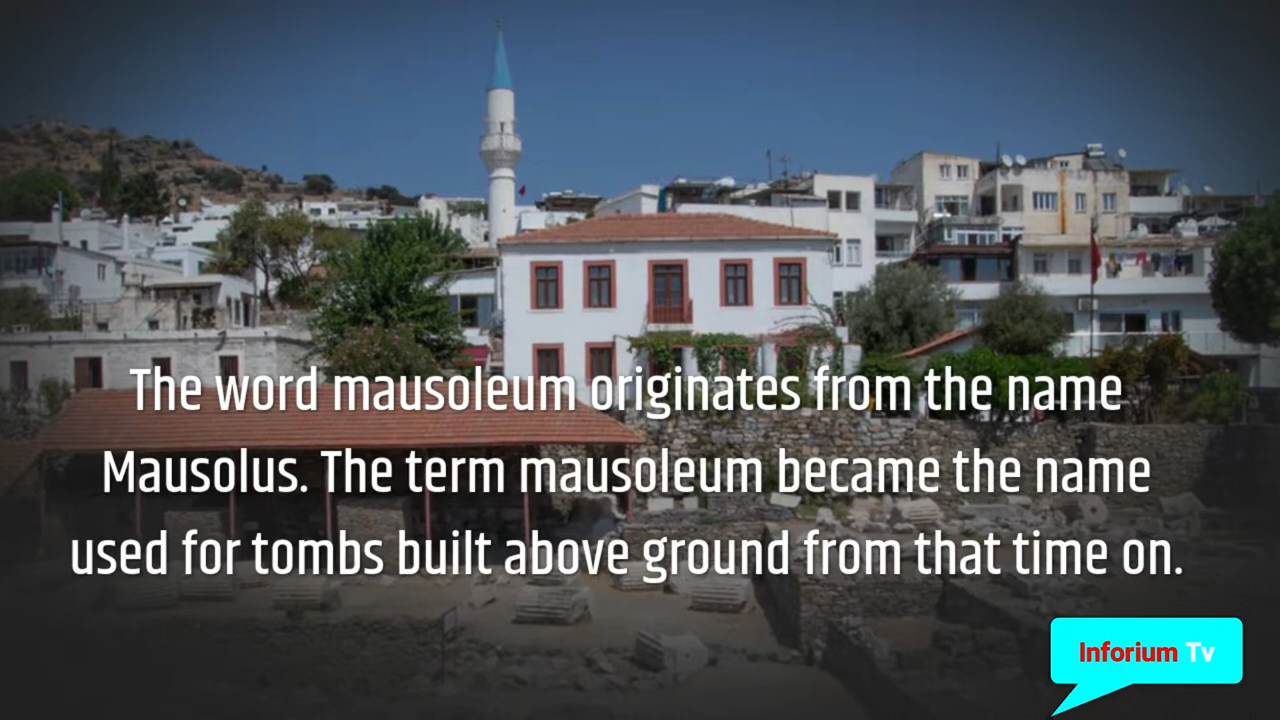 The word mausoleum originates from the name
Mausolus. The term mausoleum became the name
used for tombs built above ground from that time on.
Inforium Tv